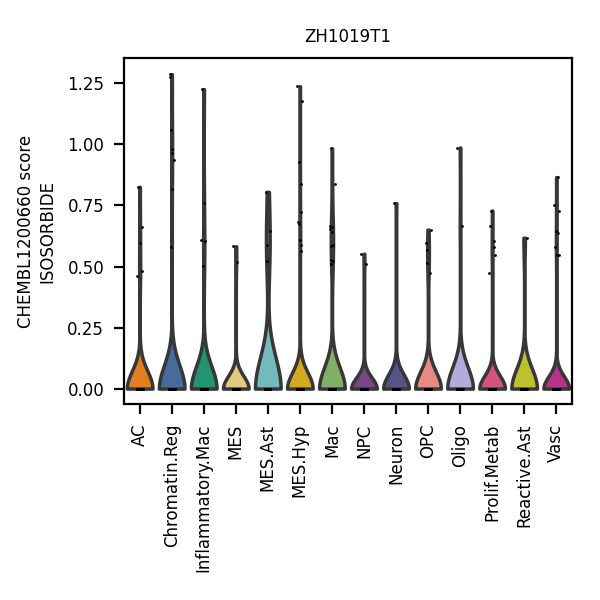 ZH1019T1
CHEMBL1200660 score
ISOSORBIDE
1.25
1.00
0.75
0.50
0.25
0.00
AC
Chromatin.Reg
Inflammatory.Mac
MES
MES.Ast
MES.Hyp
Mac
NPC
Neuron
OPC
Oligo
Prolif.Metab
Reactive.Ast
Vasc